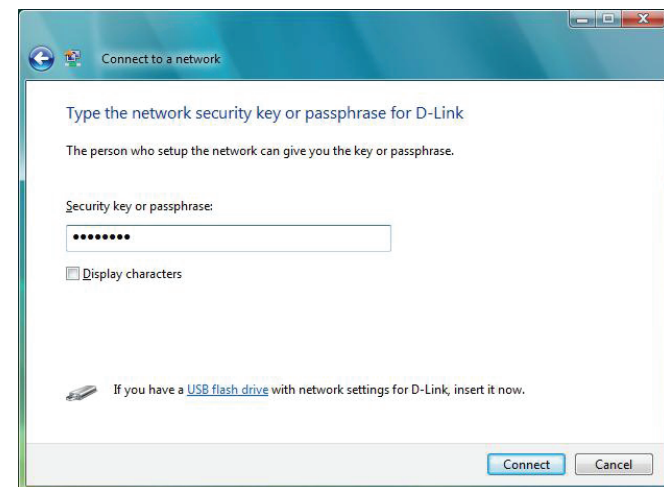 Connect to a network
Type the network security key or passphrase for D-Link
The person who setup the network can give you the key or passphrase.
Security key or passphrase:
••••••••
Display characters
If you have a USB flash drive with network settings for D-Link, insert it now.
Connect Cancel